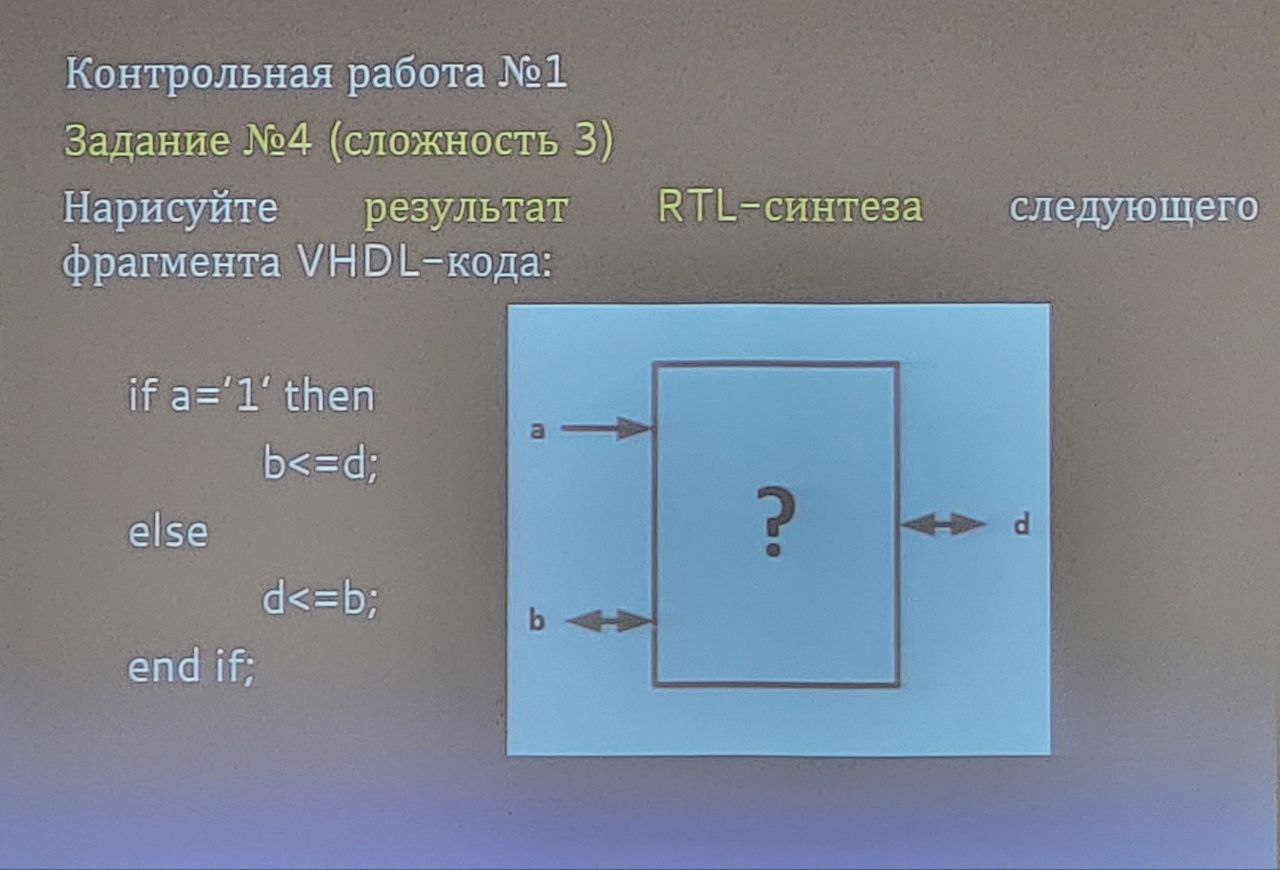 Контрольная работа №1
Задание №4 (сложность 3)
Нарисуйте результат RTL-синтеза следующего
фрагмента VHDL-кода:
if a=′1‘ then
b<=d;
else
d<=b;
end if;
a
?
d
b